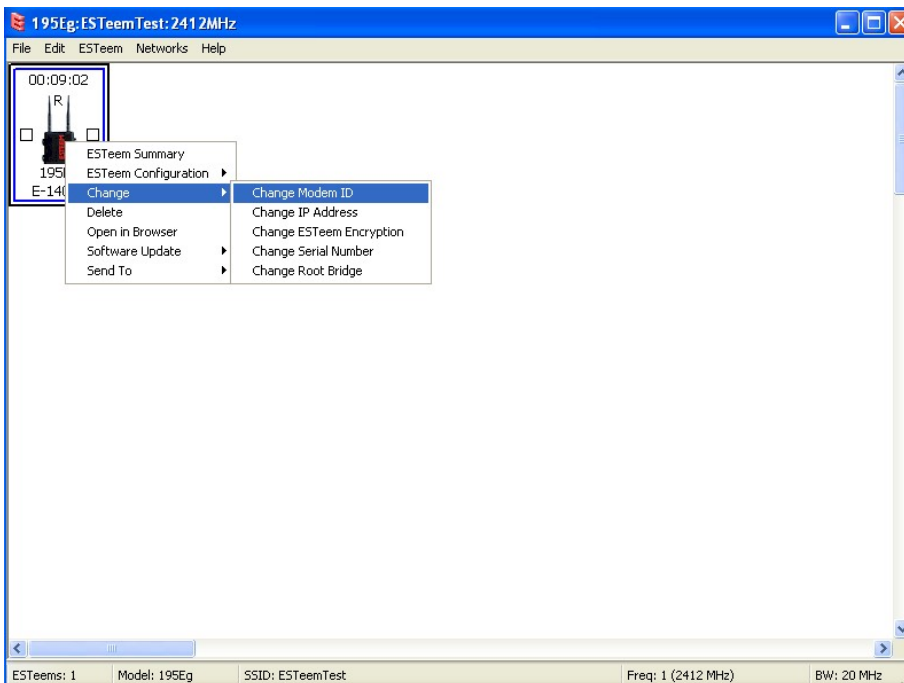 195Eg:ESTeemTest:2412MHz
File Edit ESTeem Networks Help
00:09:02
R
ESTeem Summary
ESTeem Configuration
Change
Delete
Open in Browser
Software Update
Send To
Change Modem ID
Change IP Address
Change ESTeem Encryption
Change Serial Number
Change Root Bridge
ESTeems: 1 Model: 195Eg SSID: ESTeemTest Freq: 1 (2412 MHz) BW: 20 MHz